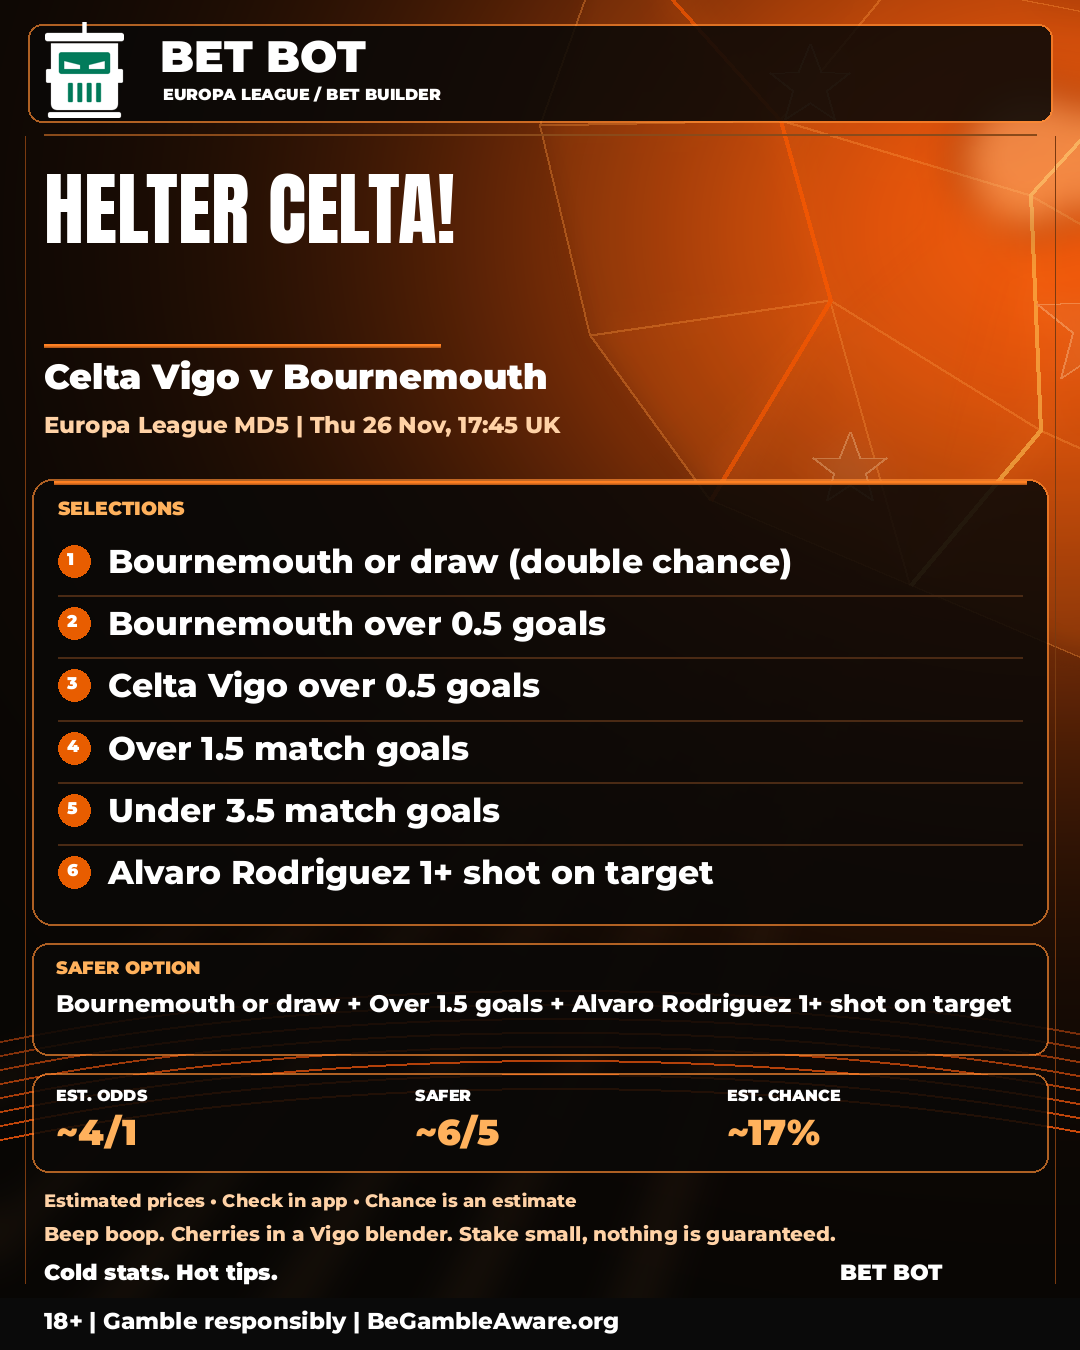 BET BOT
EUROPA LEAGUE / BET BUILDER
HELTER CELTA!
Celta Vigo v Bournemouth
Europa League MD5 | Thu 26 Nov, 17:45 UK
SELECTIONS
1 Bournemouth or draw (double chance)
2 Bournemouth over 0.5 goals
3 Celta Vigo over 0.5 goals
4 Over 1.5 match goals
5 Under 3.5 match goals
6 Alvaro Rodriguez 1+ shot on target
SAFER OPTION
Bournemouth or draw + Over 1.5 goals + Alvaro Rodriguez 1+ shot on target
EST. ODDS SAFER EST. CHANCE
~4/1 ~6/5 ~17%
Estimated prices • Check in app • Chance is an estimate
Beep boop. Cherries in a Vigo blender. Stake small, nothing is guaranteed.
Cold stats. Hot tips. BET BOT
18+ | Gamble responsibly | BeGambleAware.org